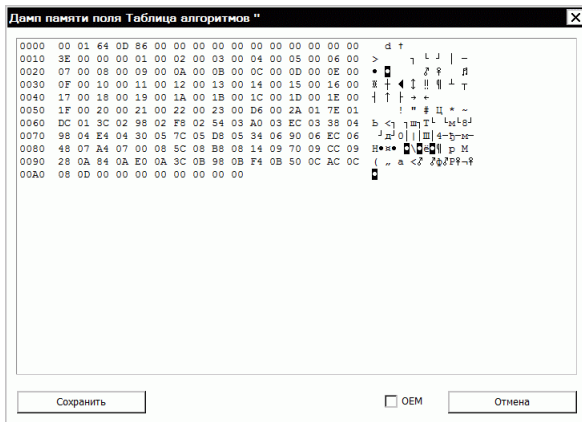 Дамп памяти поля Таблица алгоритмов "
0000 00 01 64 0D 86 00 00 00 00 00 00 00 00 00 00 00 d †
0010 3E 00 00 00 01 00 02 00 03 00 04 00 05 00 06 00 > ┐ └ ┘ │ −
0020 07 00 08 00 09 00 0A 00 0B 00 0C 00 0D 00 0E 00
0030 0F 00 10 00 11 00 12 00 13 00 14 00 15 00 16 00
0040 17 00 18 00 19 00 1A 00 1B 00 1C 00 1D 00 1E 00
0050 1F 00 20 00 21 00 22 00 23 00 D6 00 2A 01 7E 01 ! " # Ц * ~
0060 DC 01 3C 02 98 02 F8 02 54 03 A0 03 EC 03 38 04
0070 98 04 E4 04 30 05 7C 05 D8 05 34 06 90 06 EC 06
0080 48 07 A4 07 00 08 5C 08 B8 08 14 09 70 09 CC 09
0090 28 0A 84 0A E0 0A 3C 0B 98 0B F4 0B 50 0C AC 0C
00A0 08 0D 00 00 00 00 00 00 00 00
Сохранить OEM Отмена